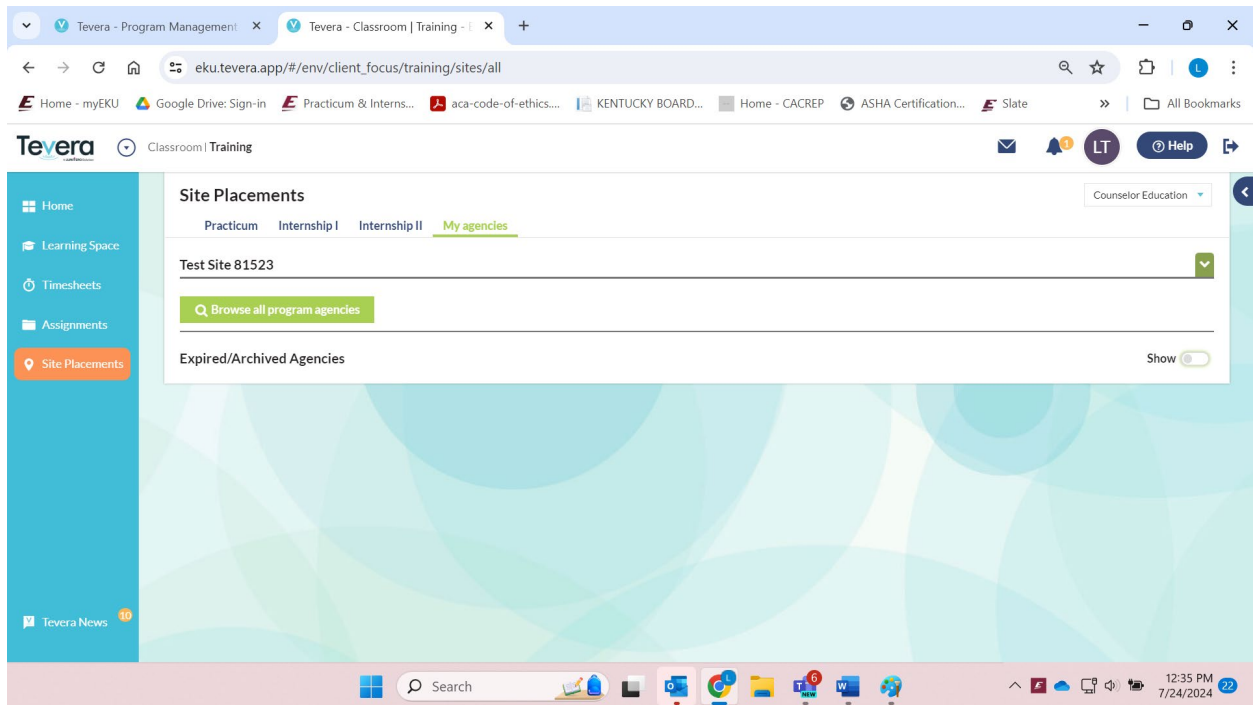 Tevera - Program Management
Tevera - Classroom | Training -
eku.tevera.app/#/env/client_focus/training/sites/all
L
Home - myEKU
Google Drive: Sign-in
Practicum & Interns...
aca-code-of-ethics....
KENTUCKY BOARD...
Home - CACREP
ASHA Certification...
Slate
»
All Bookmarks
Tevera
Classroom | Training
1
LT
Help
Home
Learning Space
Timesheets
Assignments
Site Placements
Tevera News
10
Site Placements
Counselor Education
Practicum
Internship I
Internship II
My agencies
Test Site 81523
Browse all program agencies
Expired/Archived Agencies
Show
Search
6
NEW
12:35 PM
7/24/2024
22